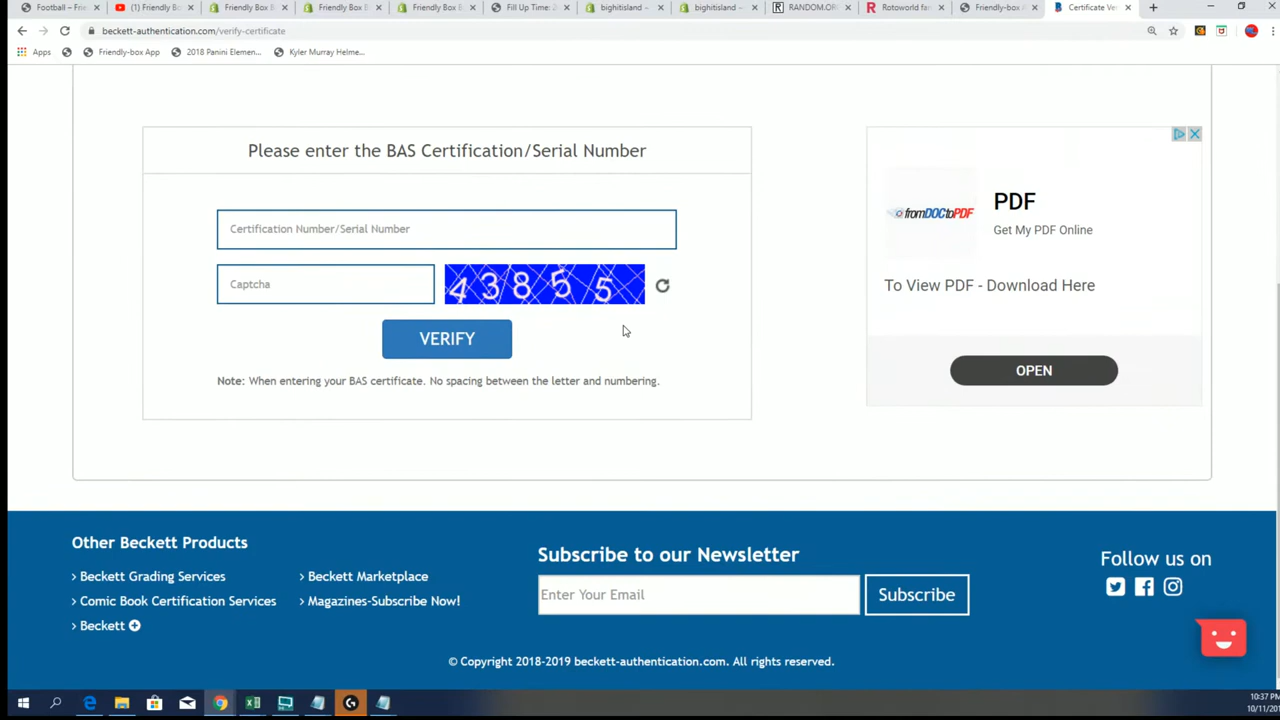 Football – Frie
(1) Friendly Bo
Friendly Box B
Friendly Box B
Friendly Box B
Fill Up Time: 2
bighitisland –
bighitisland –
RANDOM.OR
Rotoworld fan
Friendly-box A
Certificate Ver
beckett-authentication.com/verify-certificate
Apps
Friendly-box App
2018 Panini Elemen...
Kyler Murray Helme...
Please enter the BAS Certification/Serial Number
Certification Number/Serial Number
Captcha
43855
VERIFY
Note: When entering your BAS certificate. No spacing between the letter and numbering.
fromDOCtoPDF
PDF
Get My PDF Online
To View PDF - Download Here
OPEN
Other Beckett Products
> Beckett Grading Services
> Comic Book Certification Services
> Beckett
> Beckett Marketplace
> Magazines-Subscribe Now!
Subscribe to our Newsletter
Enter Your Email
Subscribe
Follow us on
© Copyright 2018-2019 beckett-authentication.com. All rights reserved.
10:37 PM
10/11/201